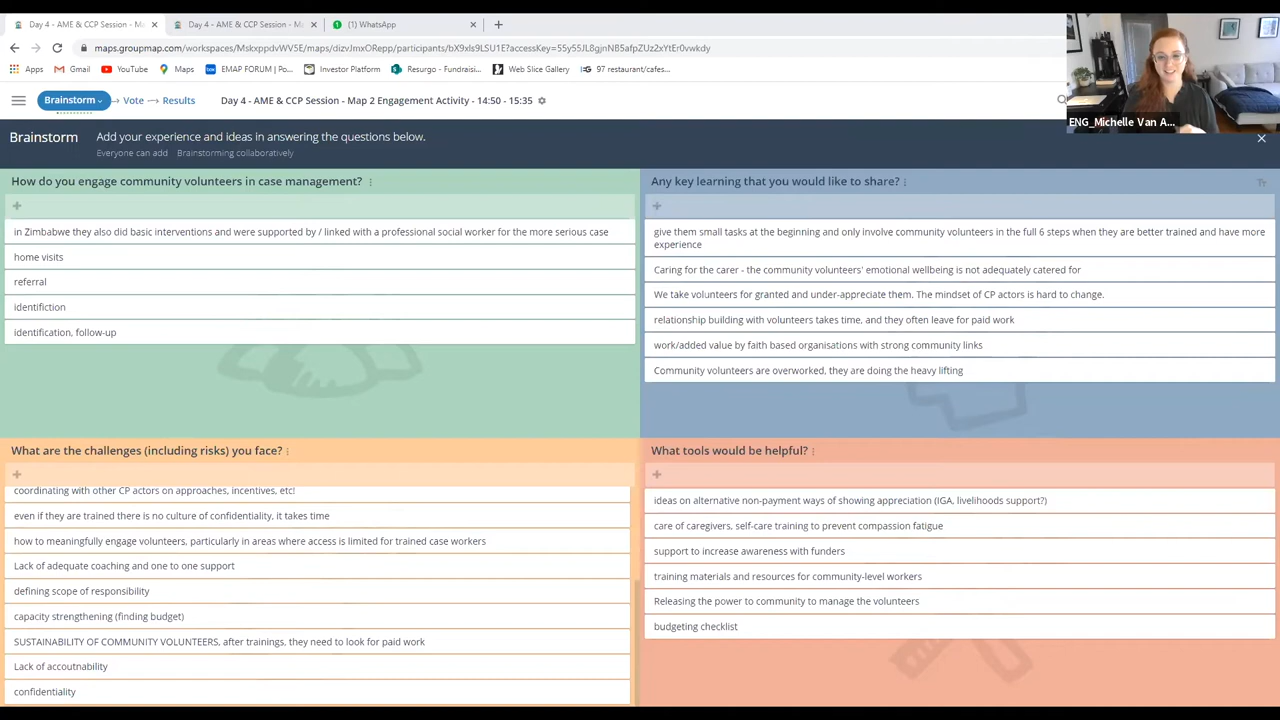 Day 4 - AME & CCP Session - Ma
Day 4 - AME & CCP Session - Ma
(1) WhatsApp
maps.groupmap.com/workspaces/MskxppdvWV5E/maps/dizvJmxORepp/participants/bX9xls9LSU1E?accessKey=55y55JL8gjnNB5afpZUz2xYtEr0vwkdy
Apps
Gmail
YouTube
Maps
EMAP FORUM | Po...
Investor Platform
Resurgo - Fundraisi...
Web Slice Gallery
97 restaurant/cafes...
Brainstorm
Vote
Results
Day 4 - AME & CCP Session - Map 2 Engagement Activity - 14:50 - 15:35
ENG_Michelle Van A...
Brainstorm
Add your experience and ideas in answering the questions below.
Everyone can add
Brainstorming collaboratively
How do you engage community volunteers in case management?
in Zimbabwe they also did basic interventions and were supported by / linked with a professional social worker for the more serious case
home visits
referral
identifiction
identification, follow-up
Any key learning that you would like to share?
give them small tasks at the beginning and only involve community volunteers in the full 6 steps when they are better trained and have more
experience
Caring for the carer - the community volunteers' emotional wellbeing is not adequately catered for
We take volunteers for granted and under-appreciate them. The mindset of CP actors is hard to change.
relationship building with volunteers takes time, and they often leave for paid work
work/added value by faith based organisations with strong community links
Community volunteers are overworked, they are doing the heavy lifting
What are the challenges (including risks) you face?
coordinating with other CP actors on approaches, incentives, etc!
even if they are trained there is no culture of confidentiality, it takes time
how to meaningfully engage volunteers, particularly in areas where access is limited for trained case workers
Lack of adequate coaching and one to one support
defining scope of responsibility
capacity strengthening (finding budget)
SUSTAINABILITY OF COMMUNITY VOLUNTEERS, after trainings, they need to look for paid work
Lack of accoutnability
confidentiality
What tools would be helpful?
ideas on alternative non-payment ways of showing appreciation (IGA, livelihoods support?)
care of caregivers, self-care training to prevent compassion fatigue
support to increase awareness with funders
training materials and resources for community-level workers
Releasing the power to community to manage the volunteers
budgeting checklist